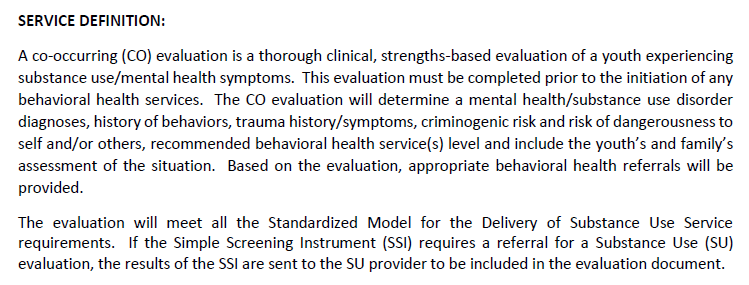 SERVICE DEFINITION:
A co-occurring (CO) evaluation is a thorough clinical, strengths-based evaluation of a youth experiencing
substance use/mental health symptoms.  This evaluation must be completed prior to the initiation of any
behavioral health services.  The CO evaluation will determine a mental health/substance use disorder
diagnoses, history of behaviors, trauma history/symptoms, criminogenic risk and risk of dangerousness to
self and/or others, recommended behavioral health service(s) level and include the youth's and family's
assessment of the situation.  Based on the evaluation, appropriate behavioral health referrals will be
provided.
The evaluation will meet all the Standardized Model for the Delivery of Substance Use Service
requirements.  If the Simple Screening Instrument (SSI) requires a referral for a Substance Use (SU)
evaluation, the results of the SSI are sent to the SU provider to be included in the evaluation document.